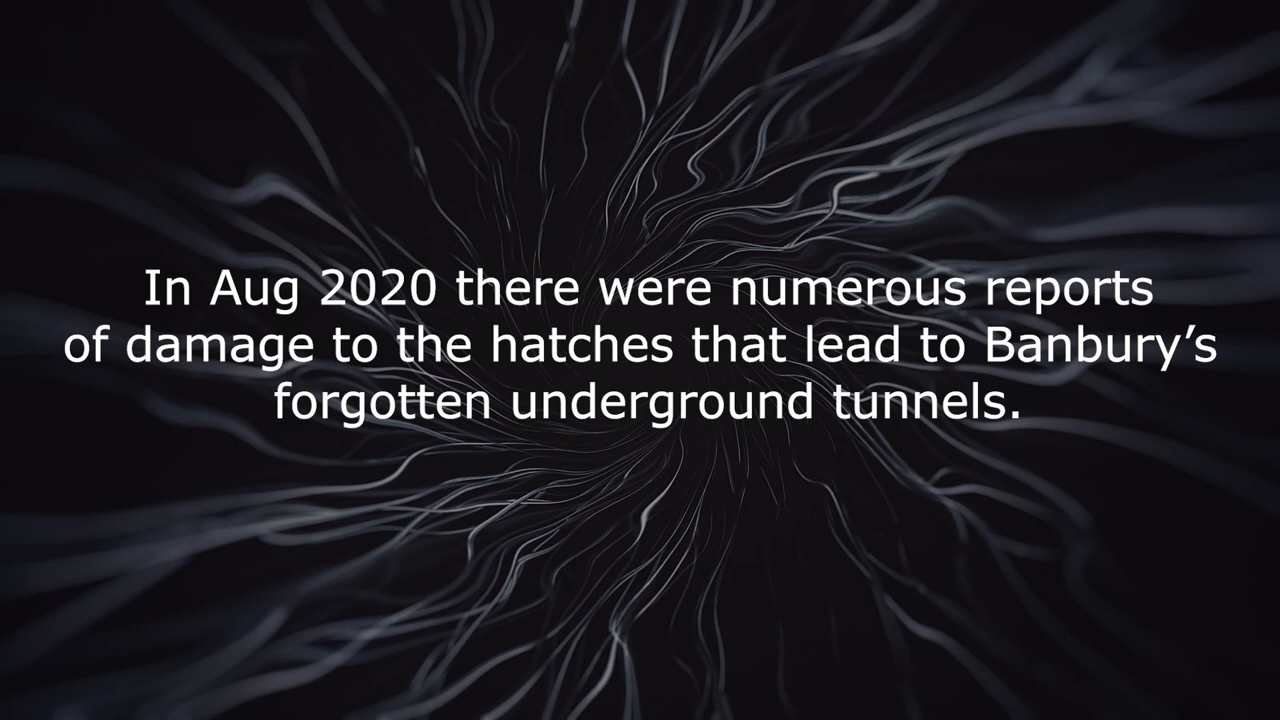 In Aug 2020 there were numerous reports
of damage to the hatches that lead to Banbury’s
forgotten underground tunnels.